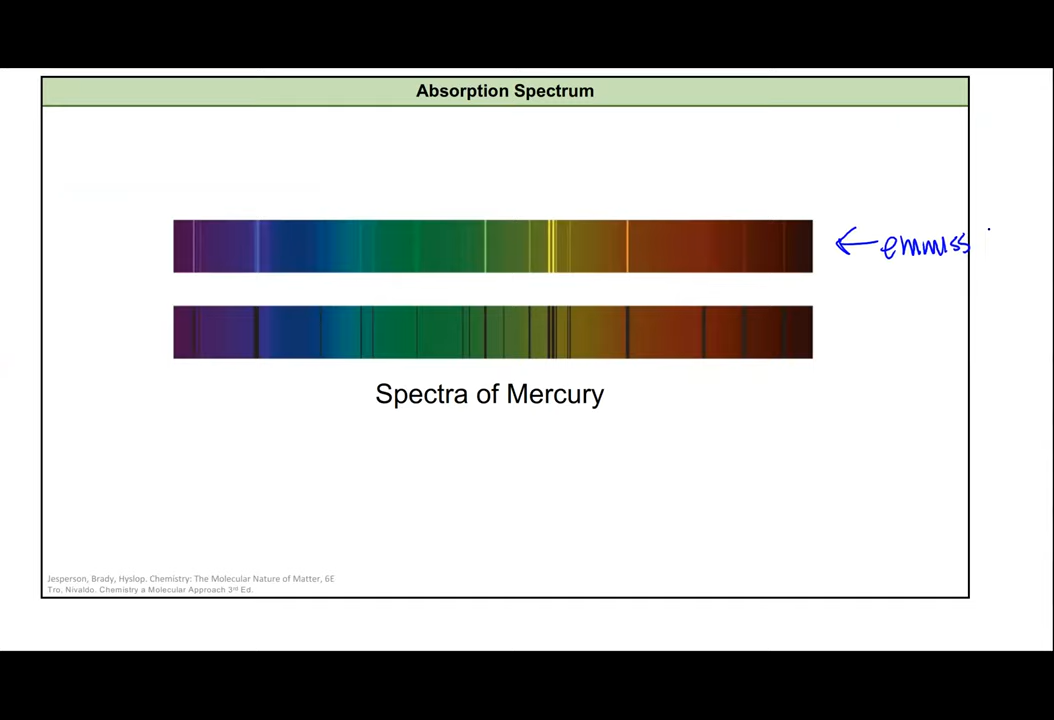 Absorption Spectrum
← emmiss
Spectra of Mercury
Jesperson, Brady, Hyslop. Chemistry: The Molecular Nature of Matter, 6E
Tro, Nivaldo. Chemistry a Molecular Approach 3rd Ed.